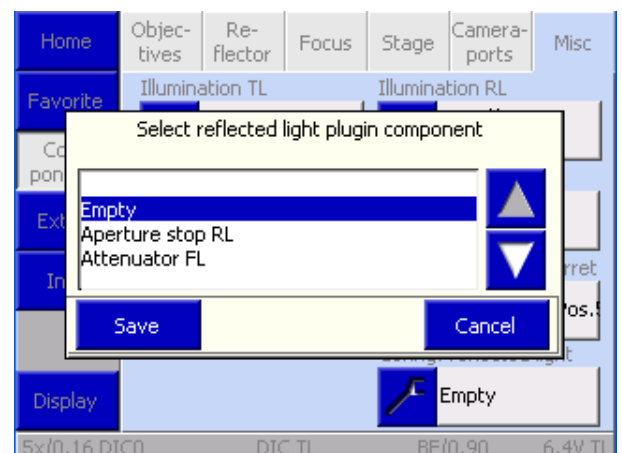 Home
Objec-
tives
Re-
flector
Focus
Stage
Camera-
ports
Misc
Illumination TL
Illumination RL
Favorite
Select reflected light plugin component
Empty
Aperture stop RL
Attenuator FL
Save
Cancel
Display
Empty
5x/0.16 DIC0
DIC TL
BF/0.90
6.4V TL